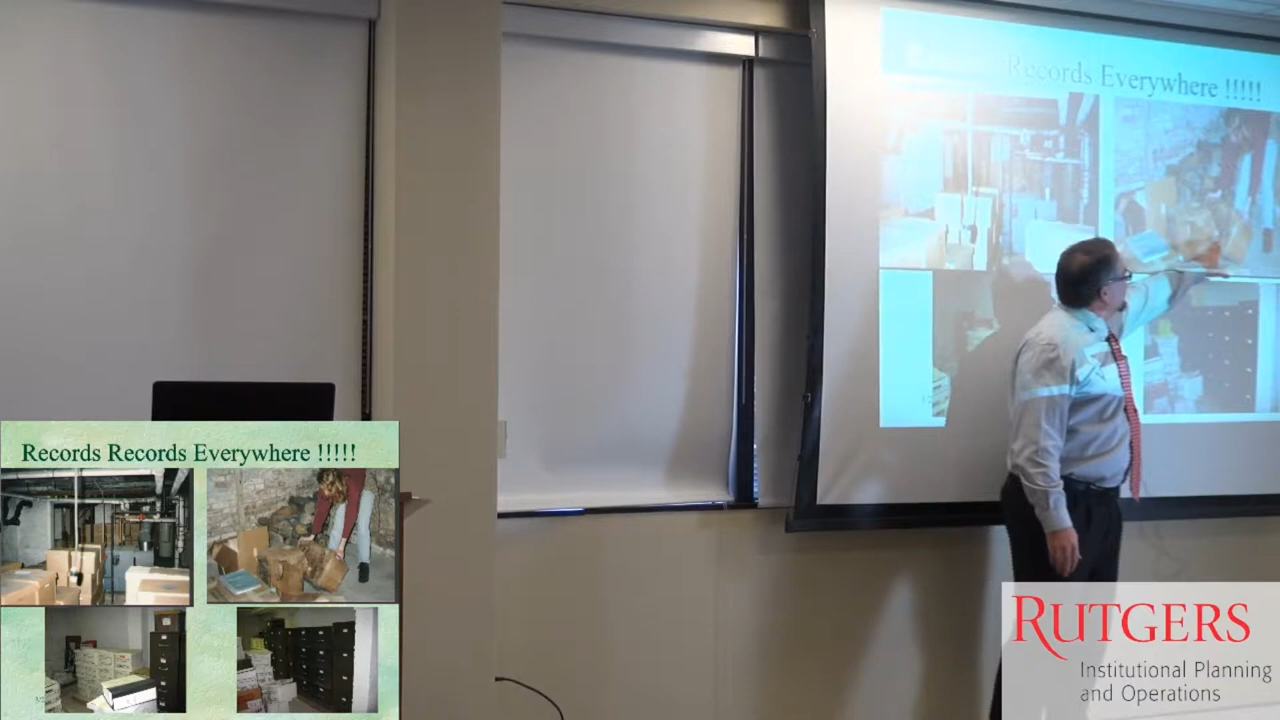 Records Everywhere !!!!!
Records Records Everywhere !!!!!
RUTGERS
Institutional Planning
and Operations